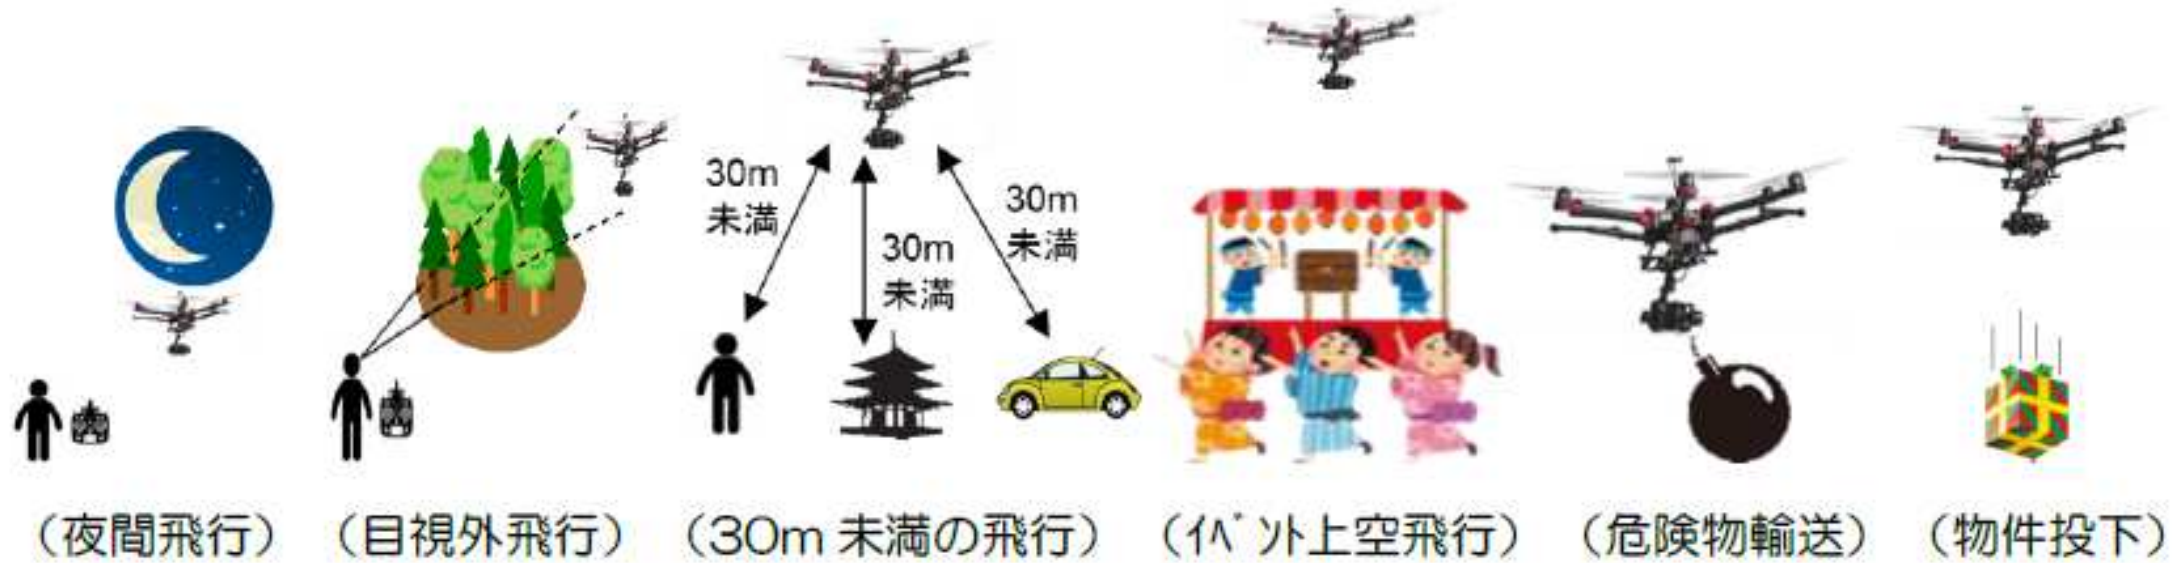 30m
未満
30m
未満
30m
未満
（夜間飛行）
（目視外飛行）
（30m 未満の飛行）
（ｲﾍﾞﾝﾄ上空飛行）
（危険物輸送）
（物件投下）